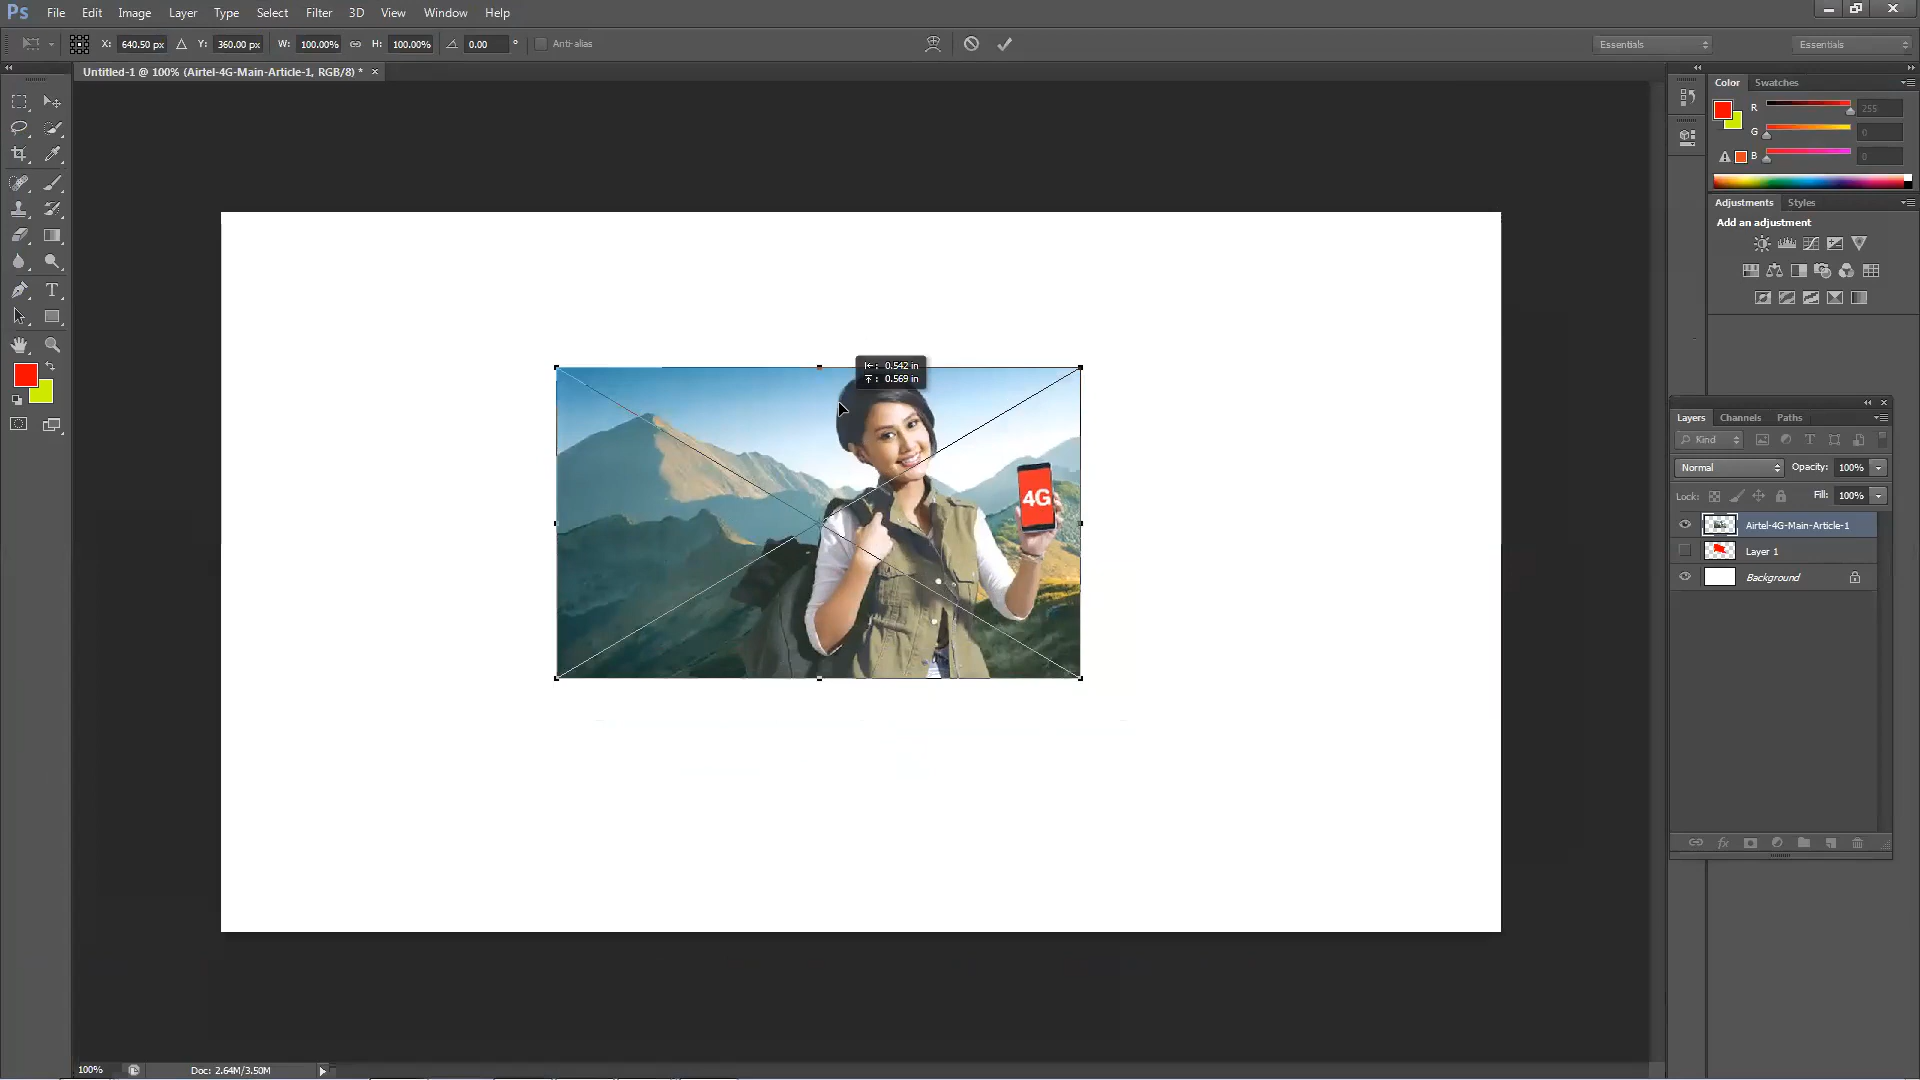 Ps File Edit Image Layer Type Select Filter 3D View Window Help
X: 640.50 px Y: 360.00 px W: 100.00% H: 100.00% 0.00 ° Anti-alias Essentials Essentials
Untitled-1 @ 100% (Airtel-4G-Main-Article-1, RGB/8) * ×
Color Swatches
R 255
G 0
B 0
Adjustments Styles
Add an adjustment
0.542 in
0.569 in
4G
Layers Channels Paths
Kind
Normal Opacity: 100%
Lock: Fill: 100%
Airtel-4G-Main-Article-1
Layer 1
Background
fx
100% Doc: 2.64M/3.50M